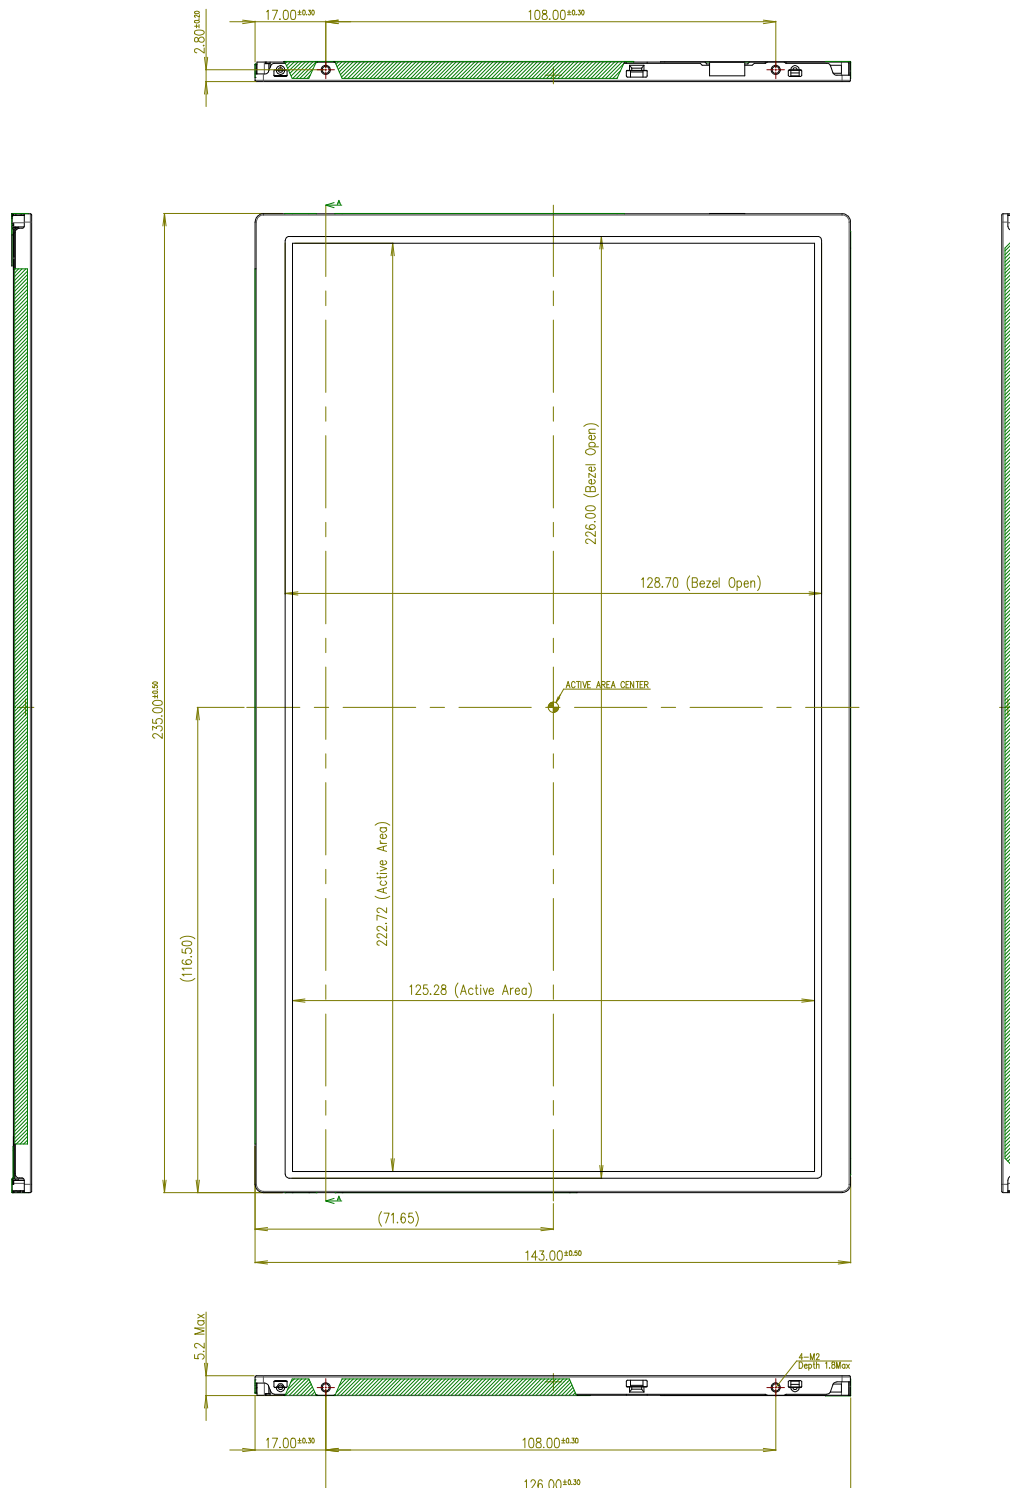 17.00±0.30
108.00±0.30
2.80±0.20
A
226.00 (Bezel Open)
128.70 (Bezel Open)
ACTIVE AREA CENTER
235.00±0.50
222.72 (Active Area)
(116.50)
125.28 (Active Area)
A
(71.65)
143.00±0.50
5.2 Max
4-M2
Depth 1.8Max
17.00±0.30
108.00±0.30
126.00±0.30